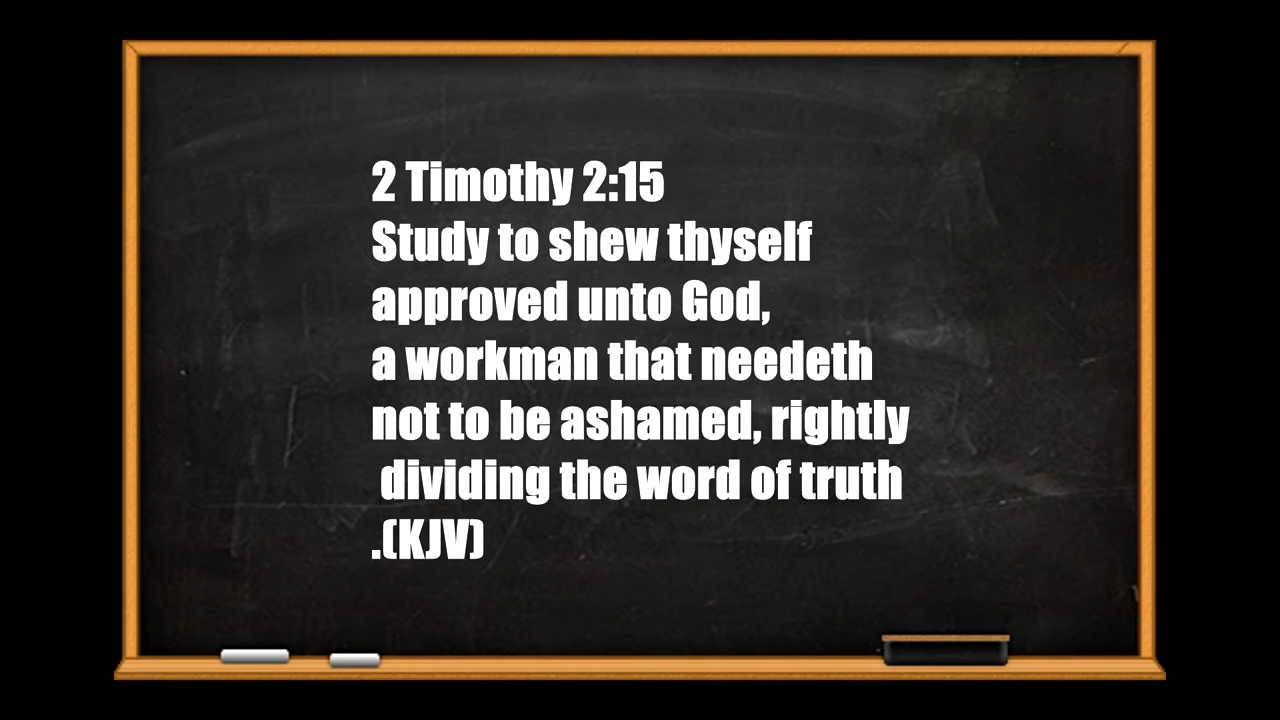 2 Timothy 2:15
Study to shew thyself
approved unto God,
a workman that needeth
not to be ashamed, rightly
dividing the word of truth
.(KJV)